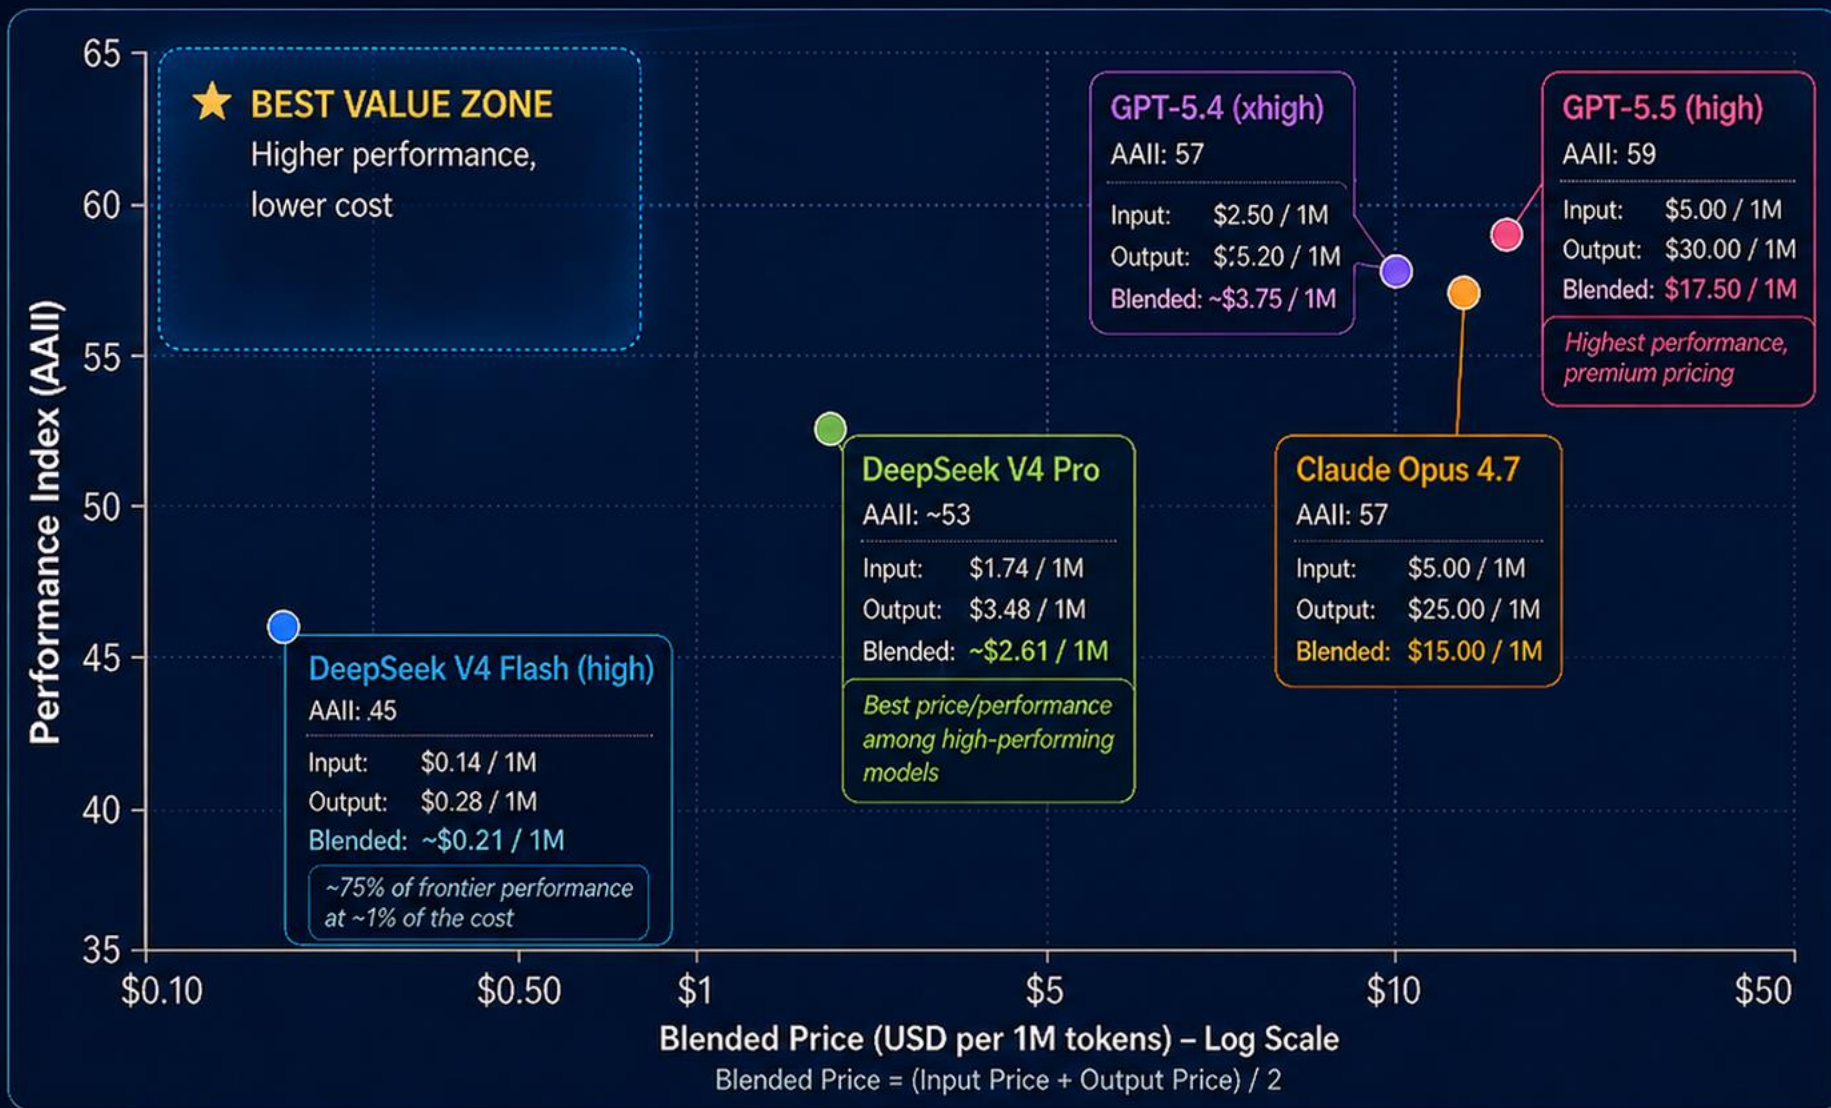 65
★ BEST VALUE ZONE
Higher performance,
lower cost
60
55
50
45
40
35
Performance Index (AAII)
GPT-5.4 (xhigh)
AAII: 57
Input: $2.50 / 1M
Output: / 1M
Blended: ~$3.75 / 1M
GPT-5.5 (high)
AAII: 59
Input: $5.00 / 1M
Output: $30.00 / 1M
Blended: $17.50 / 1M
Highest performance,
premium pricing
DeepSeek V4 Pro
AAII: ~53
Input: $1.74 / 1M
Output: $3.48 / 1M
Blended: ~$2.61 / 1M
Best price/performance
among high-performing
models
Claude Opus 4.7
AAII: 57
Input: $5.00 / 1M
Output: $25.00 / 1M
Blended: $15.00 / 1M
DeepSeek V4 Flash (high)
AAII: .45
Input: $0.14 / 1M
Output: $0.28 / 1M
Blended: ~$0.21 / 1M
~75% of frontier performance
at ~1% of the cost
$0.10
$0.50
$1
$5
$10
$50
Blended Price (USD per 1M tokens) – Log Scale
Blended Price = (Input Price + Output Price) / 2